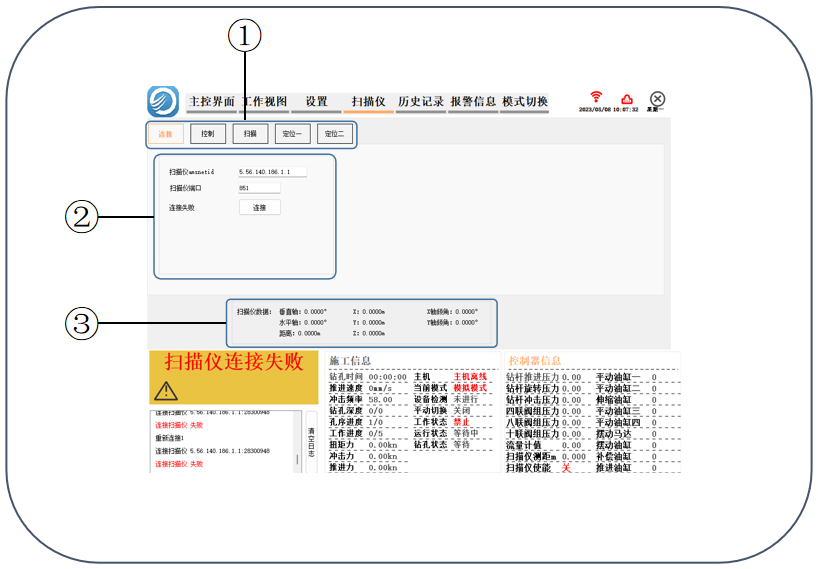 ①
主控界面 工作视图 设置 扫描仪 历史记录 报警信息 模式切换
2023/05/08 10:07:32 星期一
连接 控制 扫描 定位一 定位二
扫描仪amsnetid 5.56.140.186.1.1
扫描仪端口 851
连接失败 连接
②
扫描仪数据: 垂直轴: 0.0000° X: 0.0000m X轴倾角: 0.0000°
水平轴: 0.0000° Y: 0.0000m Y轴倾角: 0.0000°
距离: 0.0000m Z: 0.0000m
③
扫描仪连接失败
连接扫描仪 5.56.140.186.1.1:28300948
连接扫描仪 失败
重新连接1
连接扫描仪 5.56.140.186.1.1:28300948
连接扫描仪 失败
清空日志
施工信息
钻孔时间 00:00:00 主机 主机离线
推进速度 0mm/s 当前模式 模拟模式
冲击频率 58.00 设备检测 未进行
钻孔深度 0/0 平动切换 关闭
孔序进度 1/0 工作状态 禁止
工作进度 0/5 运行状态 等待中
扭矩力 0.00kn 钻孔状态 等待
冲击力 0.00kn
推进力 0.00kn
控制器信息
钻杆推进压力 0.00 平动油缸一 0
钻杆旋转压力 0.00 平动油缸二 0
钻杆冲击压力 0.00 伸缩油缸 0
四联阀组压力 0.00 平动油缸三 0
八联阀组压力 0.00 平动油缸四 0
十联阀组压力 0.00 摆动马达 0
流量计值 0.00 摆动油缸 0
扫描仪测距m 0.000 补偿油缸 0
扫描仪使能 关 推进油缸 0